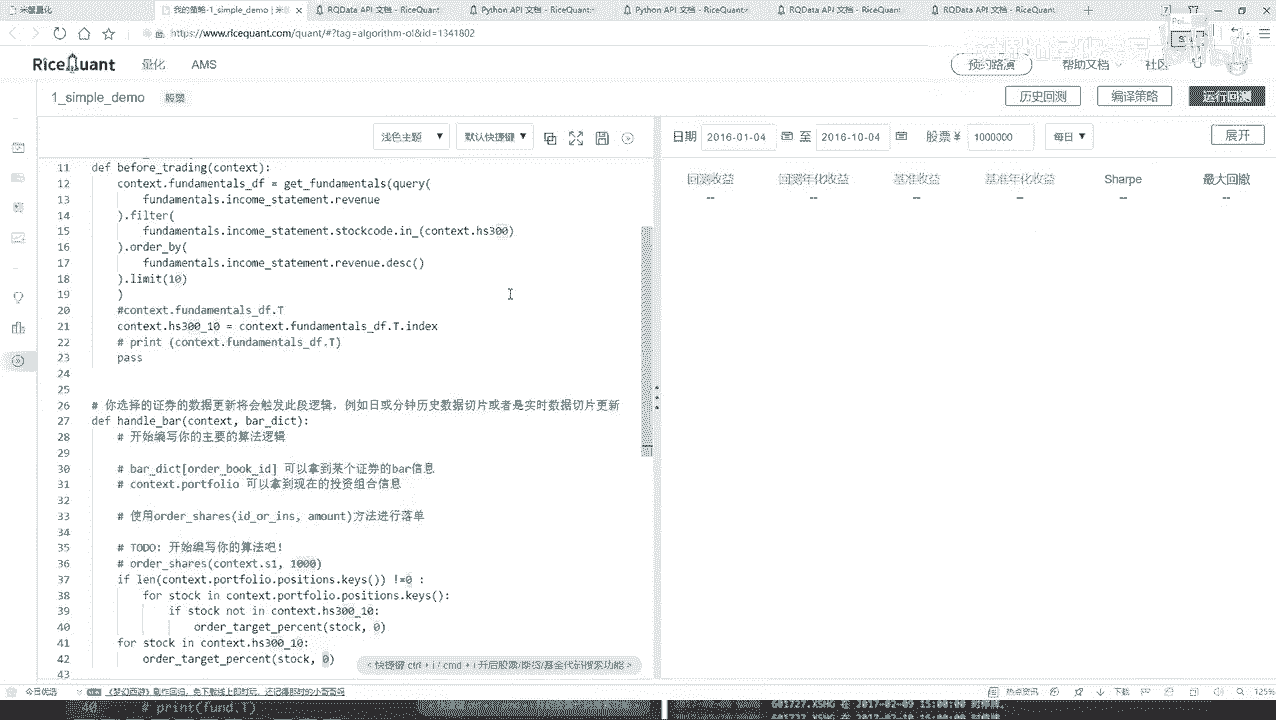 米筐量化
我的策略-1_simple_demo | 米筐
RQData API 文档 - RiceQuant
Python API 文档 - RiceQuant
Python API 文档 - RiceQuant
RQData API 文档 - RiceQuant
RQData API 文档 - RiceQuant
https://www.ricequant.com/quant/#?tag=algorithm-ol&id=1341802
RiceQuant
量化
AMS
预约路演
帮助文档
社区
1_simple_demo
股票
历史回测
编译策略
运行回测
浅色主题
默认快捷键
日期
2016-01-04
至
2016-10-04
股票 ¥
1000000
每日
展开
回测收益
回测年化收益
基准收益
基准年化收益
Sharpe
最大回撤
--
--
--
--
--
--
11 def before_trading(context):
12 context.fundamentals_df = get_fundamentals(query(
13 fundamentals.income_statement.revenue
14 ).filter(
15 fundamentals.income_statement.stockcode.in_(context.hs300)
16 ).order_by(
17 fundamentals.income_statement.revenue.desc()
18 ).limit(10)
19 )
20 #context.fundamentals_df.T
21 context.hs300_10 = context.fundamentals_df.T.index
22 # print (context.fundamentals_df.T)
23 pass
24
25
26 # 你选择的证券的数据更新将会触发此段逻辑，例如日或分钟历史数据切片或者是实时数据切片更新
27 def handle_bar(context, bar_dict):
28 # 开始编写你的主要的算法逻辑
29
30 # bar_dict[order_book_id] 可以拿到某个证券的bar信息
31 # context.portfolio 可以拿到现在的投资组合信息
32
33 # 使用order_shares(id_or_ins, amount)方法进行落单
34
35 # TODO: 开始编写你的算法吧!
36 # order_shares(context.s1, 1000)
37 if len(context.portfolio.positions.keys()) !=0 :
38 for stock in context.portfolio.positions.keys():
39 if stock not in context.hs300_10:
40 order_target_percent(stock, 0)
41 for stock in context.hs300_10:
42 order_target_percent(stock, 0)
43
< 快捷键 ctrl + i / cmd + i 开启股票/期货/基金代码搜索功能 >
今日优选
热点资讯
下载
125%
# print(fund.T)